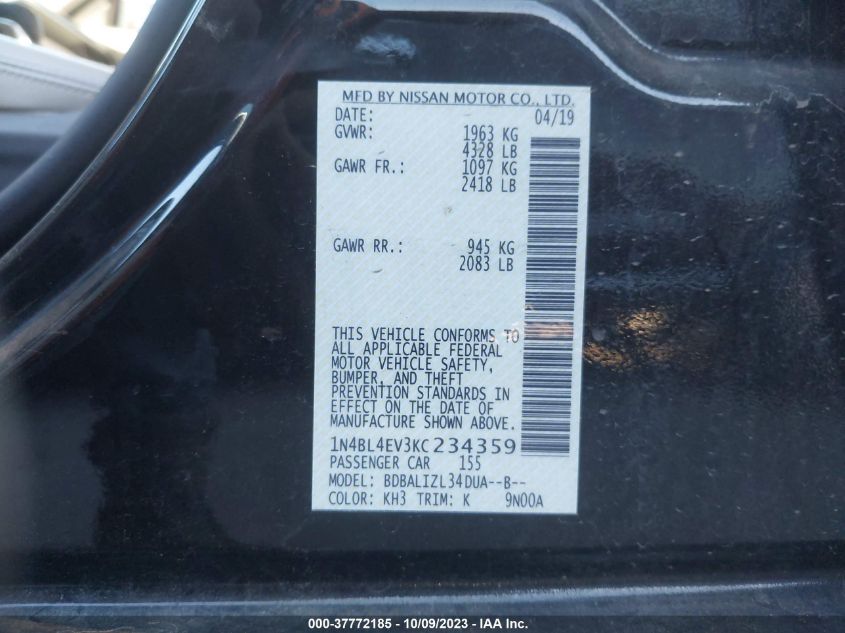 MFD BY NISSAN MOTOR CO., LTD.
DATE: 04/19
GVWR: 1963 KG
4328 LB
GAWR FR.: 1097 KG
2418 LB
GAWR RR.: 945 KG
2083 LB
THIS VEHICLE CONFORMS TO
ALL APPLICABLE FEDERAL
MOTOR VEHICLE SAFETY,
BUMPER, AND THEFT
PREVENTION STANDARDS IN
EFFECT ON THE DATE OF
MANUFACTURE SHOWN ABOVE.
1N4BL4EV3KC234359
PASSENGER CAR 155
MODEL: BDBALIZL34DUA--B--
COLOR: KH3 TRIM: K 9N00A
000-37772185 - 10/09/2023 - IAA Inc.